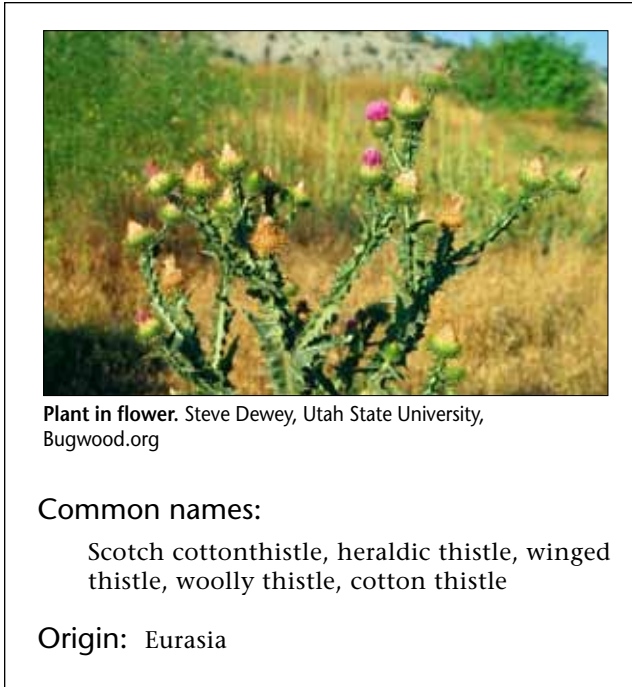 Plant in flower. Steve Dewey, Utah State University,
Bugwood.org
Common names:
Scotch cottonthistle, heraldic thistle, winged
thistle, woolly thistle, cotton thistle
Origin: Eurasia